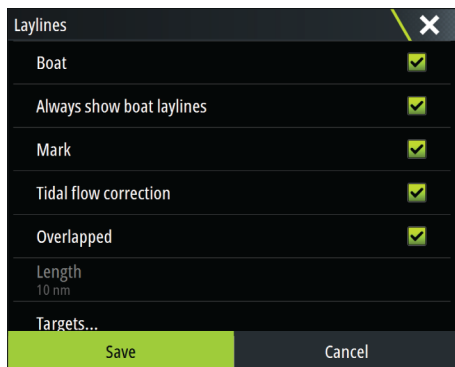 Laylines
Boat
Always show boat laylines
Mark
Tidal flow correction
Overlapped
Length
10 nm
Targets...
Save Cancel